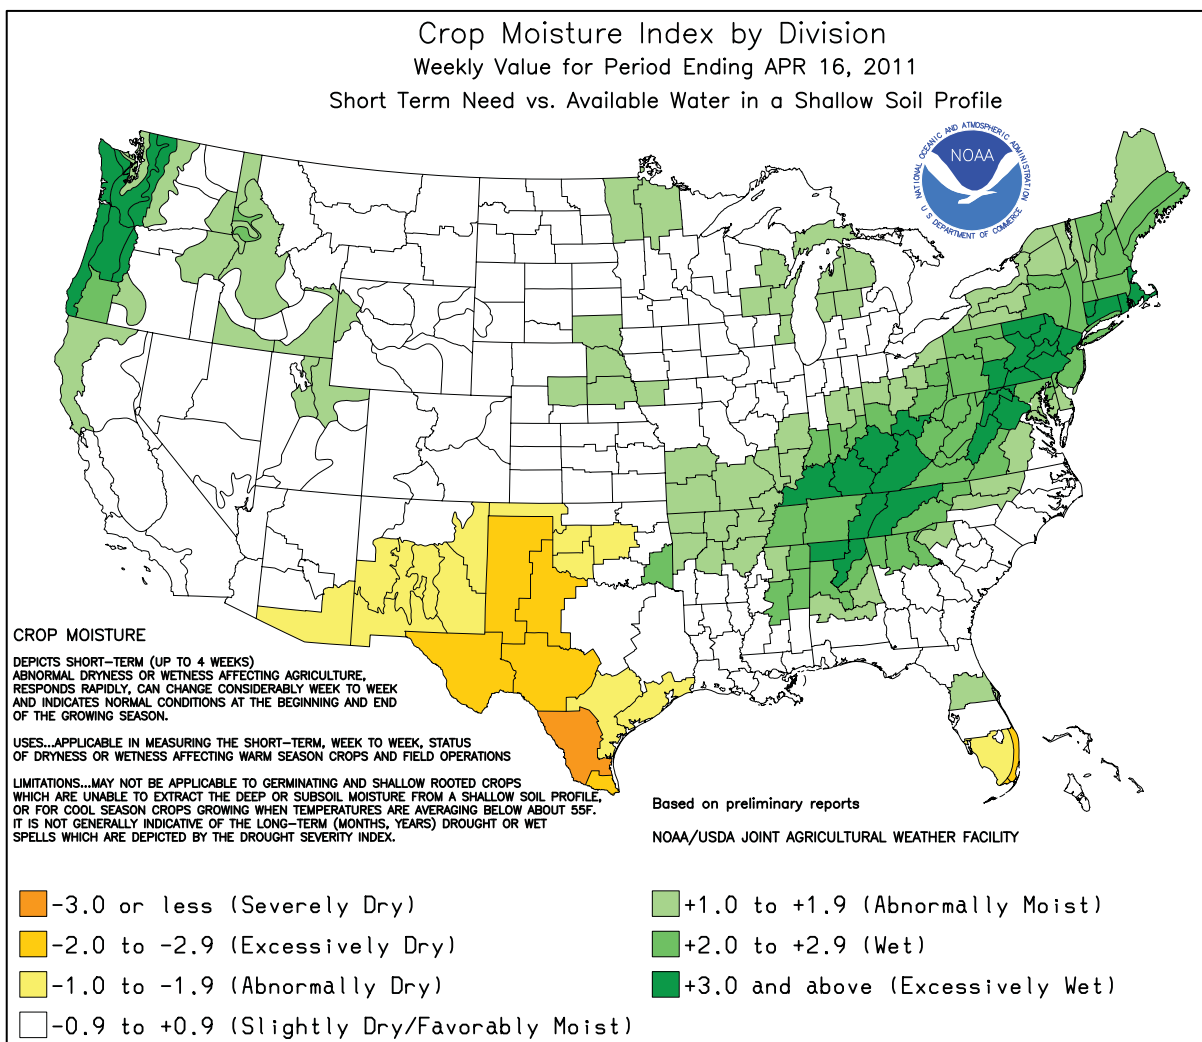 Crop Moisture Index by Division
Weekly Value for Period Ending APR 16, 2011
Short Term Need vs. Available Water in a Shallow Soil Profile
NATIONAL OCEANIC AND ATMOSPHERIC ADMINISTRATION
NOAA
U S DEPARTMENT OF COMMERCE
CROP MOISTURE
DEPICTS SHORT-TERM (UP TO 4 WEEKS)
ABNORMAL DRYNESS OR WETNESS AFFECTING AGRICULTURE,
RESPONDS RAPIDLY, CAN CHANGE CONSIDERABLY WEEK TO WEEK
AND INDICATES NORMAL CONDITIONS AT THE BEGINNING AND END
OF THE GROWING SEASON.
USES...APPLICABLE IN MEASURING THE SHORT-TERM, WEEK TO WEEK, STATUS
OF DRYNESS OR WETNESS AFFECTING WARM SEASON CROPS AND FIELD OPERATIONS
LIMITATIONS...MAY NOT BE APPLICABLE TO GERMINATING AND SHALLOW ROOTED CROPS
WHICH ARE UNABLE TO EXTRACT THE DEEP OR SUBSOIL MOISTURE FROM A SHALLOW SOIL PROFILE,
OR FOR COOL SEASON CROPS GROWING WHEN TEMPERATURES ARE AVERAGING BELOW ABOUT 55F.
IT IS NOT GENERALLY INDICATIVE OF THE LONG-TERM (MONTHS, YEARS) DROUGHT OR WET
SPELLS WHICH ARE DEPICTED BY THE DROUGHT SEVERITY INDEX.
Based on preliminary reports
NOAA/USDA JOINT AGRICULTURAL WEATHER FACILITY
-3.0 or less (Severely Dry)
-2.0 to -2.9 (Excessively Dry)
-1.0 to -1.9 (Abnormally Dry)
-0.9 to +0.9 (Slightly Dry/Favorably Moist)
+1.0 to +1.9 (Abnormally Moist)
+2.0 to +2.9 (Wet)
+3.0 and above (Excessively Wet)